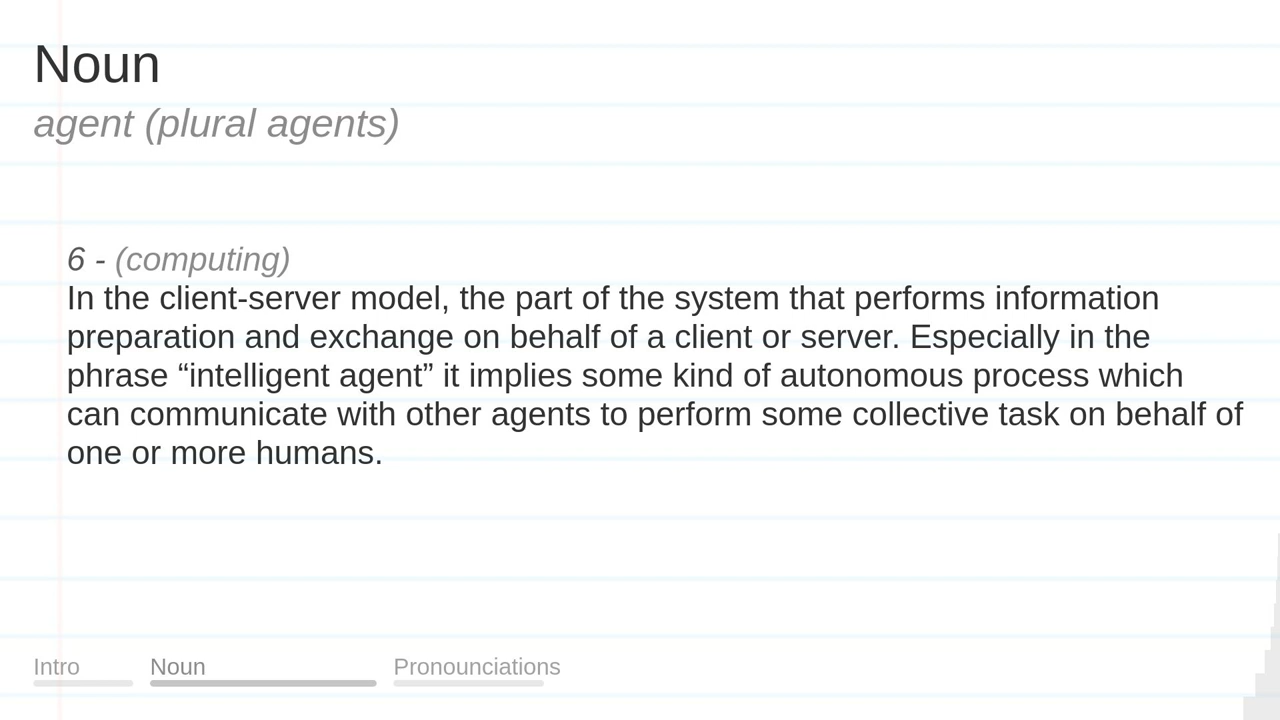 Noun
agent (plural agents)
6 - (computing)
In the client-server model, the part of the system that performs information
preparation and exchange on behalf of a client or server. Especially in the
phrase “intelligent agent” it implies some kind of autonomous process which
can communicate with other agents to perform some collective task on behalf of
one or more humans.
Intro
Noun
Pronounciations